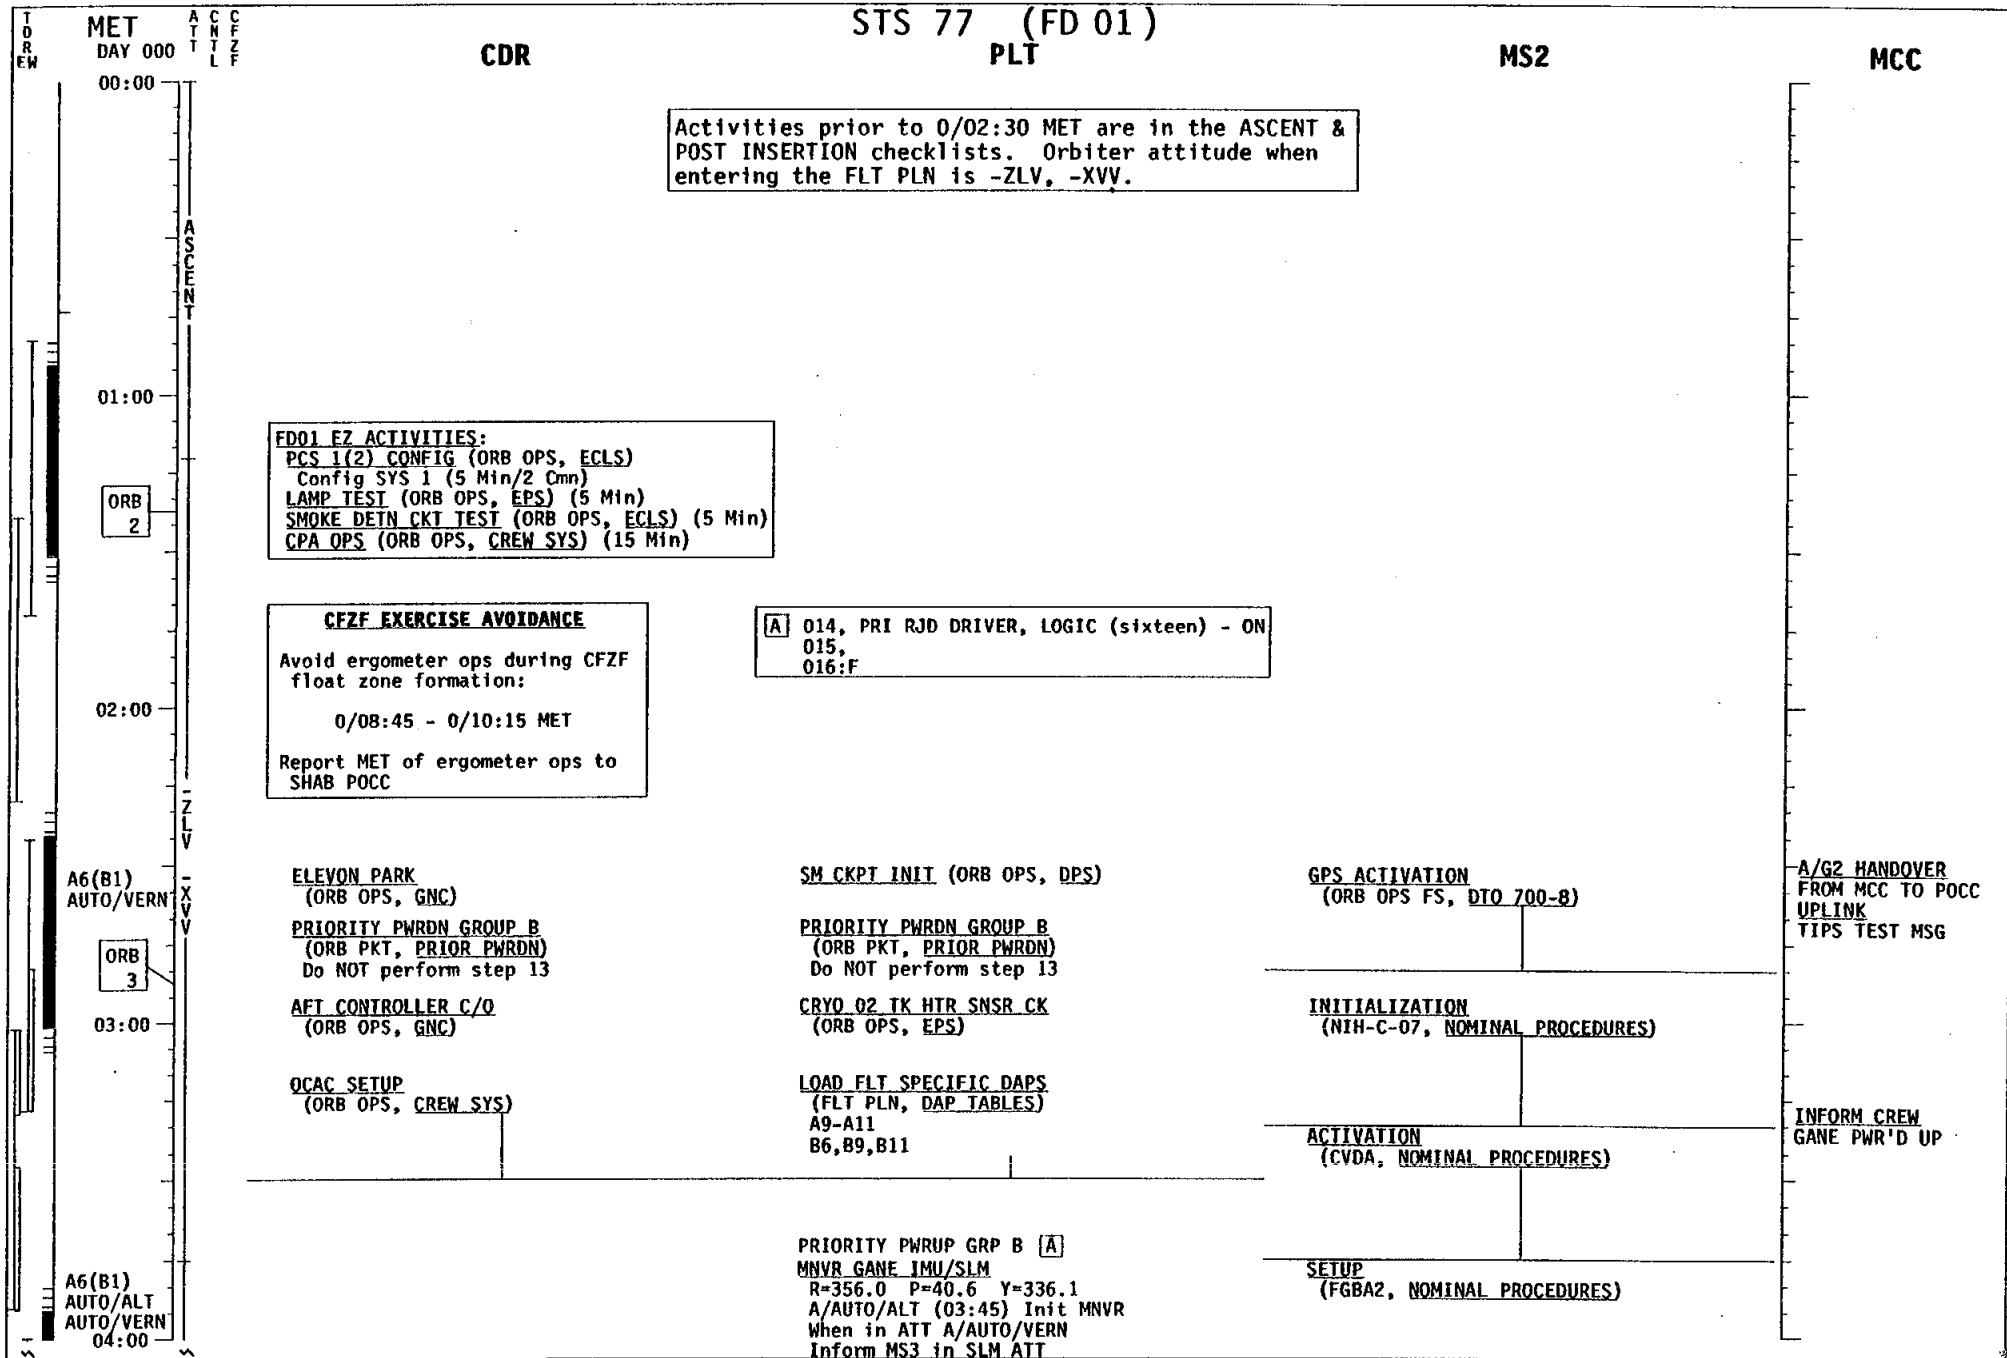 STS 77 (FD 01)
TDRE W
MET
DAY 000
ATT
CNTL
CFZF
CDR
PLT
MS2
MCC
00:00
Activities prior to 0/02:30 MET are in the ASCENT &
POST INSERTION checklists. Orbiter attitude when
entering the FLT PLN is -ZLV, -XVV.
ASCENT
01:00
FD01 EZ ACTIVITIES:
PCS 1(2) CONFIG (ORB OPS, ECLS)
Config SYS 1 (5 Min/2 Cmn)
LAMP TEST (ORB OPS, EPS) (5 Min)
SMOKE DETN CKT TEST (ORB OPS, ECLS) (5 Min)
CPA OPS (ORB OPS, CREW SYS) (15 Min)
ORB
2
CFZF EXERCISE AVOIDANCE
Avoid ergometer ops during CFZF
float zone formation:
0/08:45 - 0/10:15 MET
Report MET of ergometer ops to
SHAB POCC
A 014, PRI RJD DRIVER, LOGIC (sixteen) - ON
015,
016:F
02:00
-ZLV -XVV
A6(B1)
AUTO/VERN
ORB
3
03:00
ELEVON PARK
(ORB OPS, GNC)
PRIORITY PWRDN GROUP B
(ORB PKT, PRIOR PWRDN)
Do NOT perform step 13
AFT CONTROLLER C/O
(ORB OPS, GNC)
OCAC SETUP
(ORB OPS, CREW SYS)
SM CKPT INIT (ORB OPS, DPS)
PRIORITY PWRDN GROUP B
(ORB PKT, PRIOR PWRDN)
Do NOT perform step 13
CRYO O2 TK HTR SNSR CK
(ORB OPS, EPS)
LOAD FLT SPECIFIC DAPS
(FLT PLN, DAP TABLES)
A9-A11
B6,B9,B11
PRIORITY PWRUP GRP B A
MNVR GANE IMU/SLM
R=356.0 P=40.6 Y=336.1
A/AUTO/ALT (03:45) Init MNVR
When in ATT A/AUTO/VERN
Inform MS3 in SLM ATT
GPS ACTIVATION
(ORB OPS FS, DTO 700-8)
INITIALIZATION
(NIH-C-07, NOMINAL PROCEDURES)
ACTIVATION
(CVDA, NOMINAL PROCEDURES)
SETUP
(FGBA2, NOMINAL PROCEDURES)
A/G2 HANDOVER
FROM MCC TO POCC
UPLINK
TIPS TEST MSG
INFORM CREW
GANE PWR'D UP
A6(B1)
AUTO/ALT
AUTO/VERN
04:00